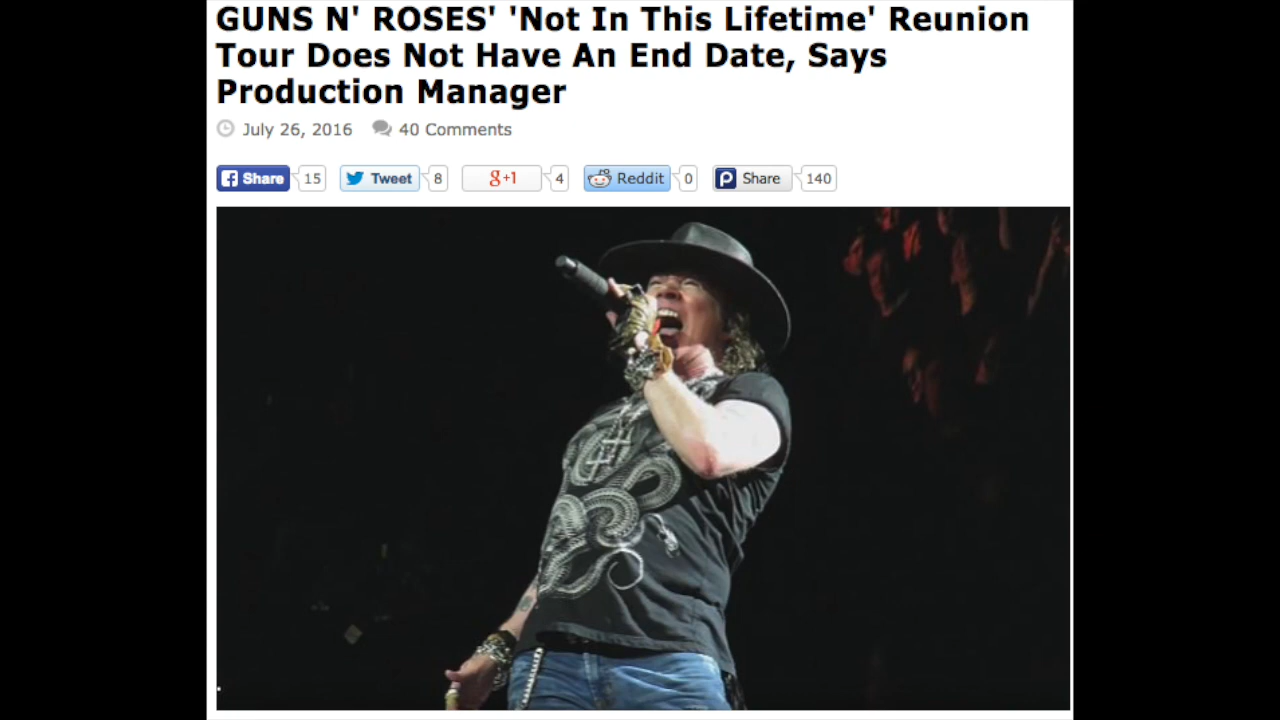 GUNS N' ROSES' 'Not In This Lifetime' Reunion
Tour Does Not Have An End Date, Says
Production Manager
July 26, 2016 40 Comments
Share 15 Tweet 8 g+1 4 Reddit 0 Share 140